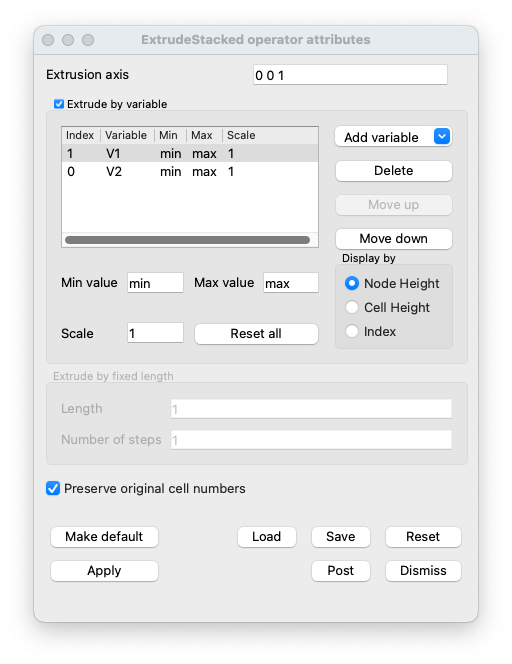 ExtrudeStacked operator attributes
Extrusion axis 0 0 1
Extrude by variable
Index Variable Min Max Scale
1 V1 min max 1
0 V2 min max 1
Add variable
Delete
Move up
Move down
Display by
Node Height
Cell Height
Index
Min value min Max value max
Scale 1 Reset all
Extrude by fixed length
Length 1
Number of steps 1
Preserve original cell numbers
Make default Load Save Reset
Apply Post Dismiss